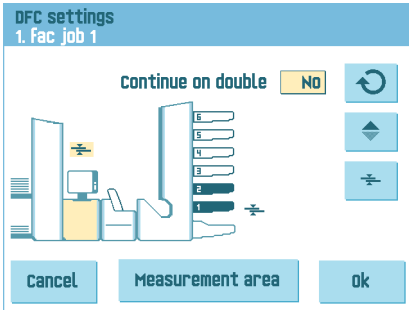 DFC settings
1. Fac job 1
Continue on double No
6
5
4
3
2
1
Cancel Measurement area Ok